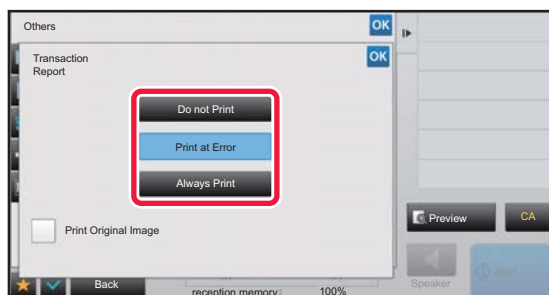 Others
OK
Transaction
Report
OK
Do not Print
Print at Error
Always Print
Print Original Image
Preview
CA
Back
reception memory:
100%
Speaker
Start